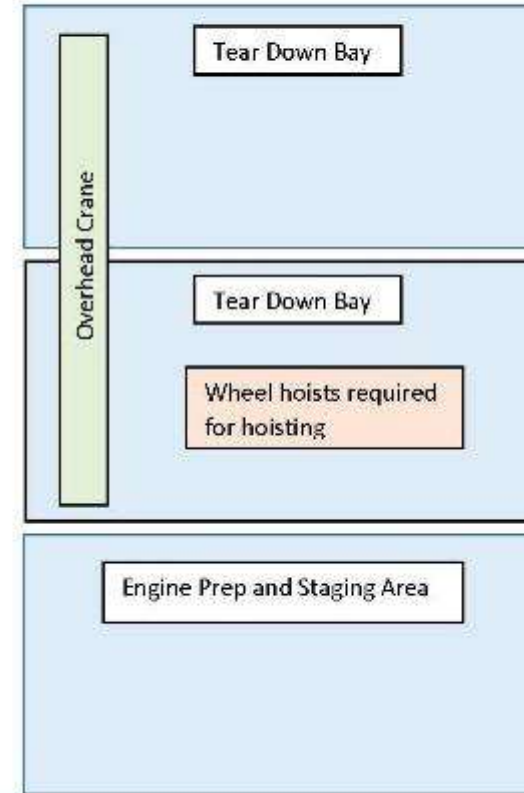 Tear Down Bay
Overhead Crane
Tear Down Bay
Wheel hoists required
for hoisting
Engine Prep and Staging Area